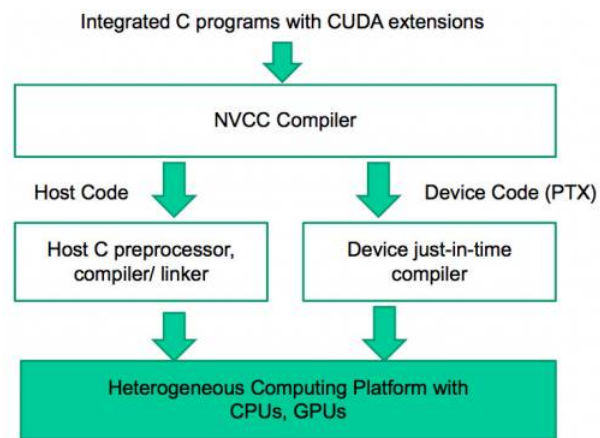 Integrated C programs with CUDA extensions
NVCC Compiler
Host Code
Device Code (PTX)
Host C preprocessor,
compiler/ linker
Device just-in-time
compiler
Heterogeneous Computing Platform with
CPUs, GPUs